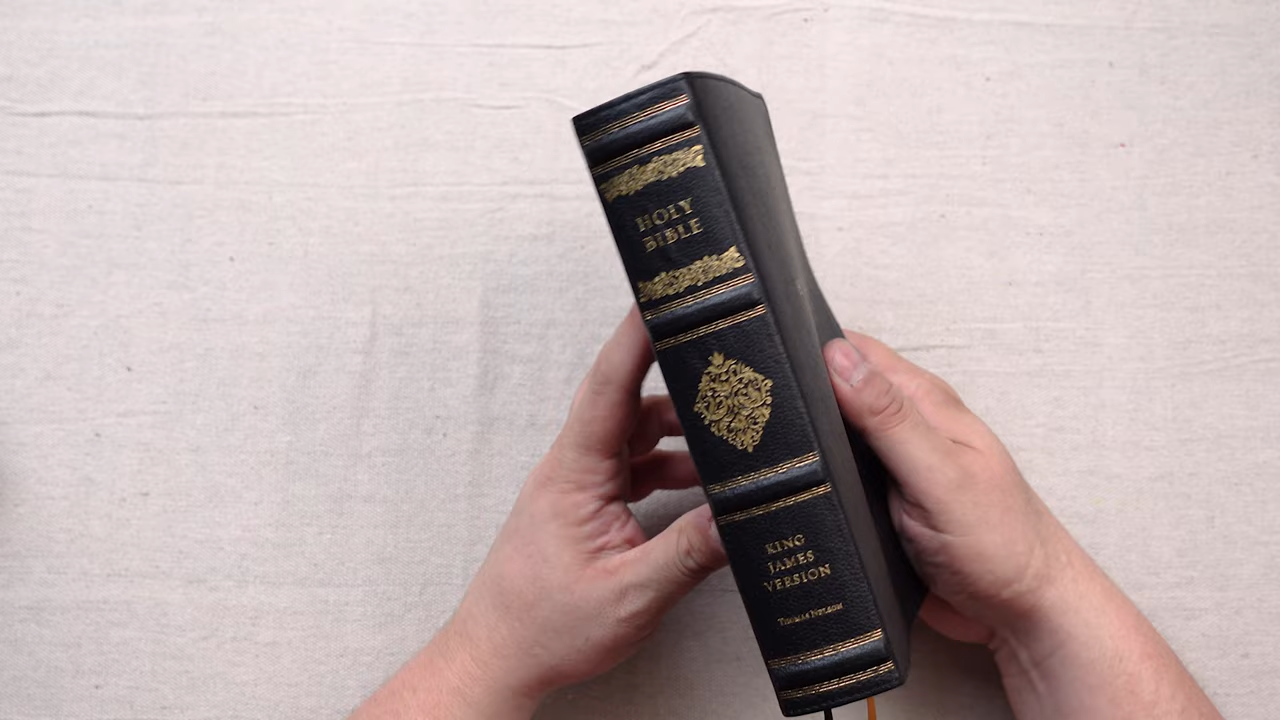 HOLY
BIBLE
KING
JAMES
VERSION
THOMAS NELSON